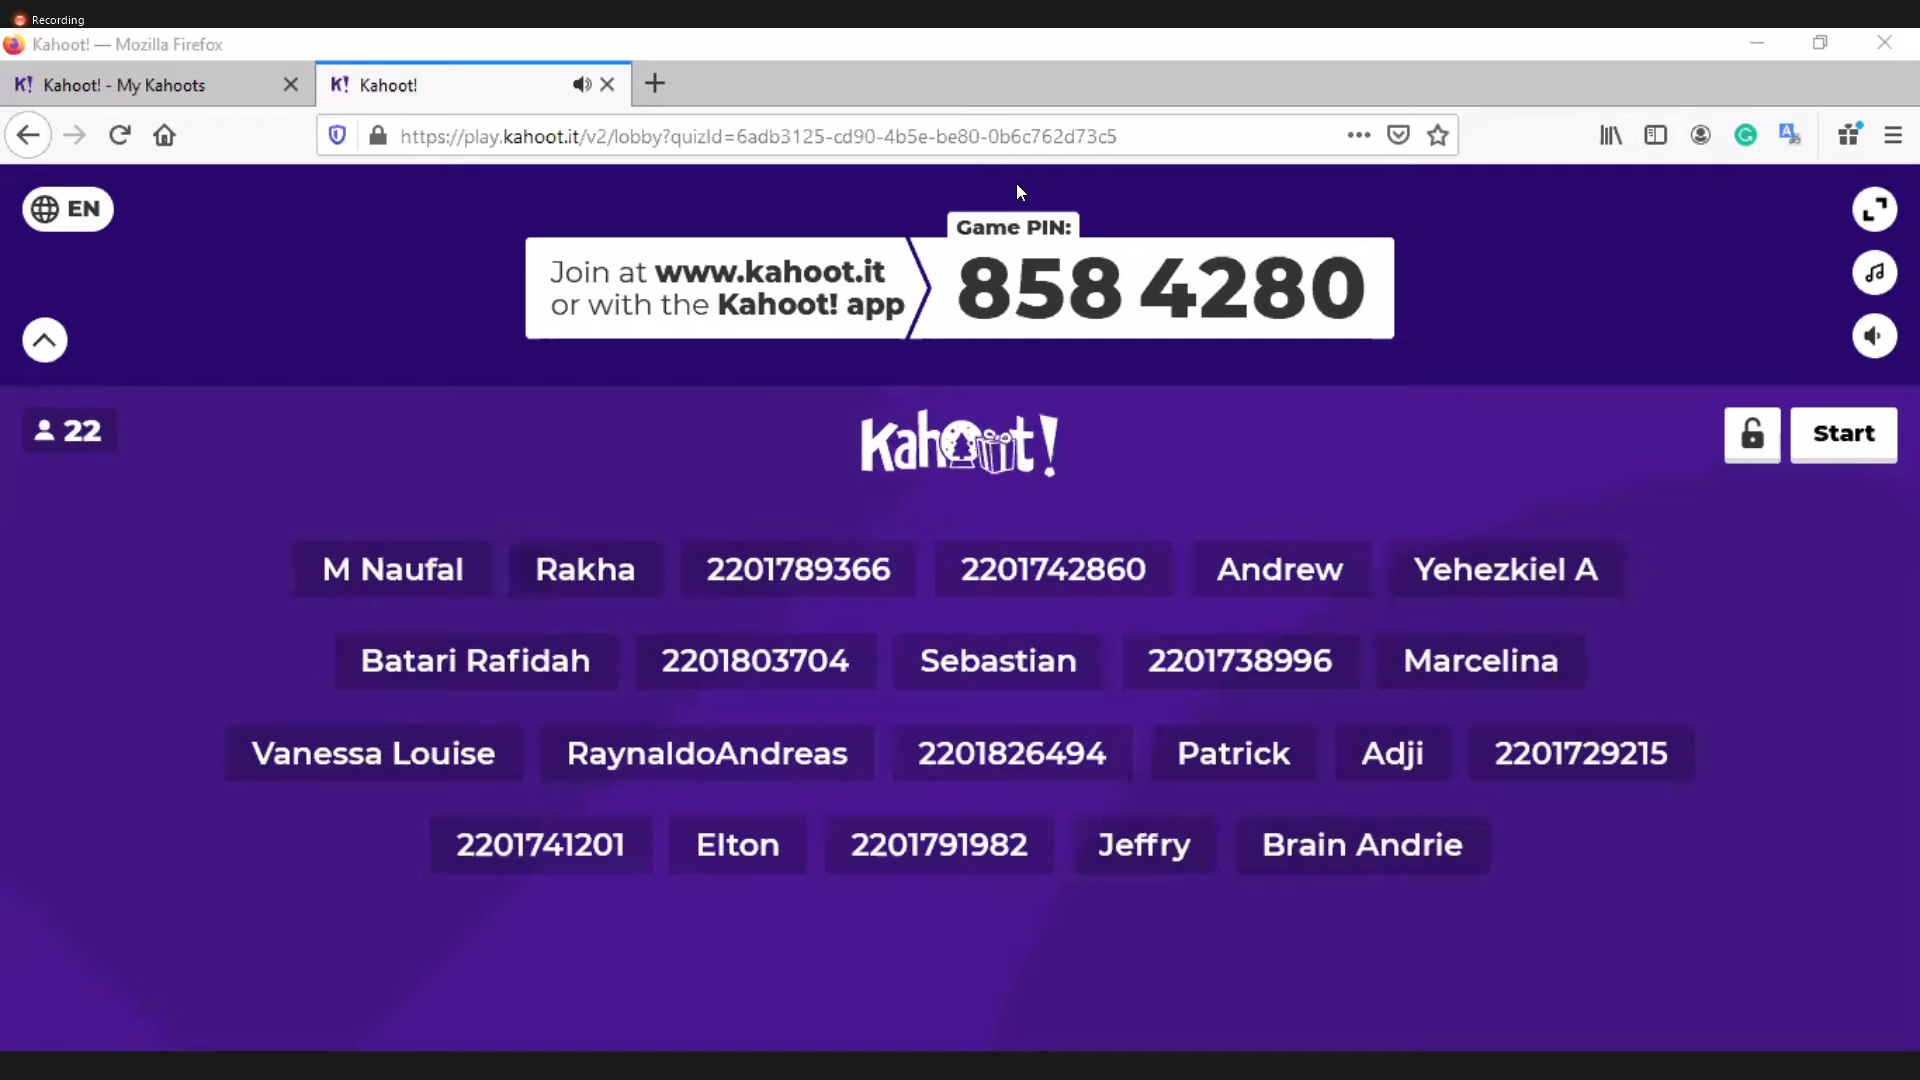 Recording
Kahoot! — Mozilla Firefox
K! Kahoot! - My Kahoots K! Kahoot!
https://play.kahoot.it/v2/lobby?quizId=6adb3125-cd90-4b5e-be80-0b6c762d73c5
EN
Game PIN:
Join at www.kahoot.it
or with the Kahoot! app
858 4280
22
Kahoot!
Start
M Naufal Rakha 2201789366 2201742860 Andrew Yehezkiel A
Batari Rafidah 2201803704 Sebastian 2201738996 Marcelina
Vanessa Louise RaynaldoAndreas 2201826494 Patrick Adji 2201729215
2201741201 Elton 2201791982 Jeffry Brain Andrie